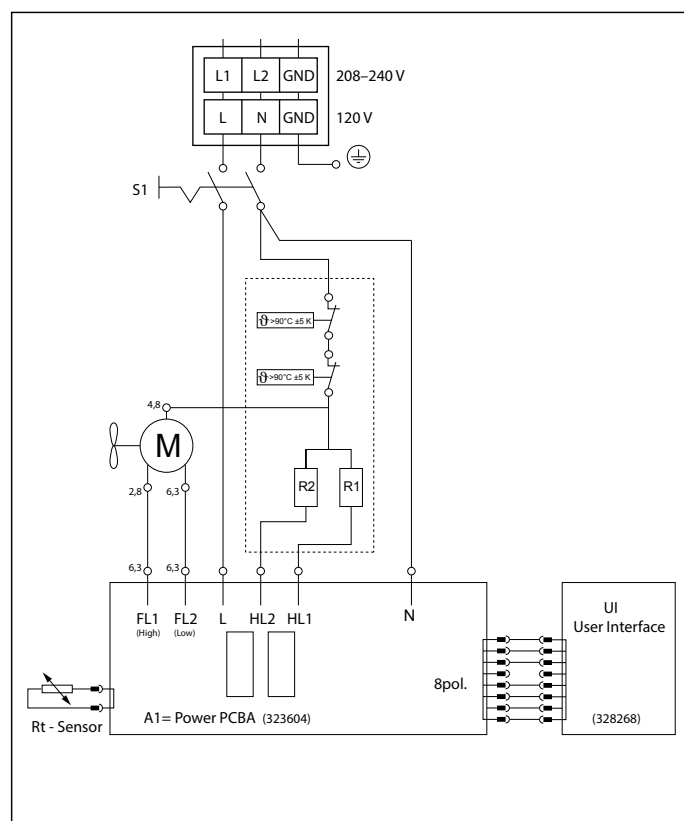 L1 L2 GND 208–240 V
L N GND 120 V
S1
ϑ >90°C ±5 K
ϑ >90°C ±5 K
4,8
M
R2 R1
2,8 6,3
6,3 6,3
FL1 FL2 L HL2 HL1 N
(High) (Low)
UI
User Interface
8pol.
Rt - Sensor
A1= Power PCBA (323604)
(328268)